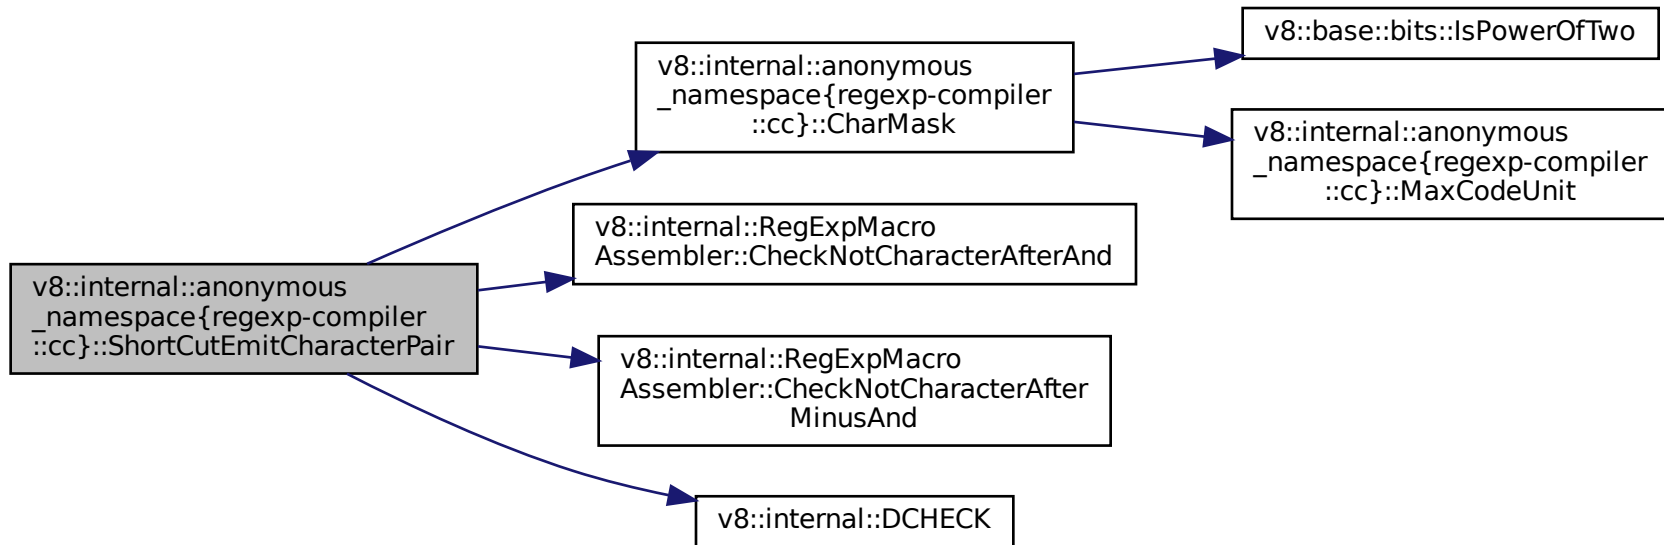 v8::internal::anonymous
_namespace{regexp-compiler
::cc}::ShortCutEmitCharacterPair
v8::internal::anonymous
_namespace{regexp-compiler
::cc}::CharMask
v8::base::bits::IsPowerOfTwo
v8::internal::anonymous
_namespace{regexp-compiler
::cc}::MaxCodeUnit
v8::internal::RegExpMacro
Assembler::CheckNotCharacterAfterAnd
v8::internal::RegExpMacro
Assembler::CheckNotCharacterAfter
MinusAnd
v8::internal::DCHECK